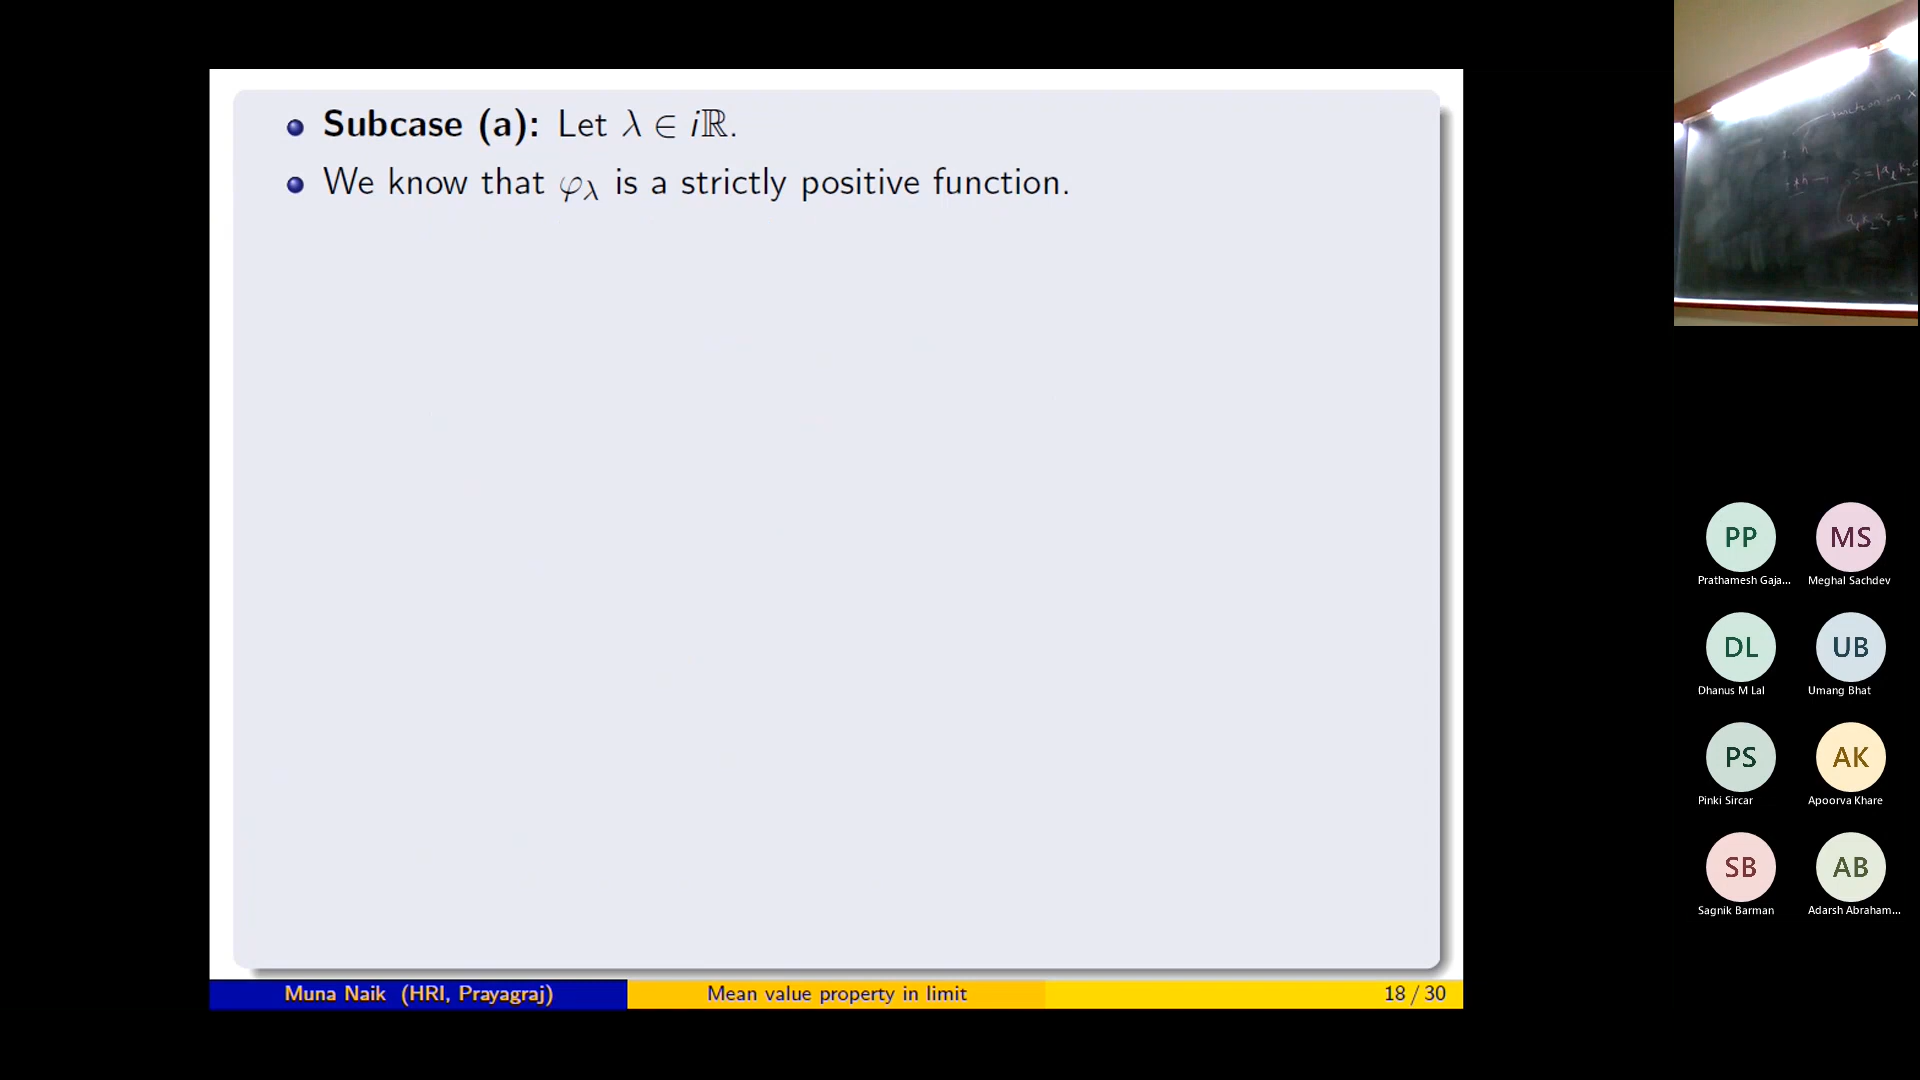 Subcase (a): Let λ ∈ iℝ.
We know that φ_λ is a strictly positive function.
Muna Naik (HRI, Prayagraj) Mean value property in limit 18 / 30
function on X
PP MS
Prathamesh Gaja... Meghal Sachdev
DL UB
Dhanus M Lal Umang Bhat
PS AK
Pinki Sircar Apoorva Khare
SB AB
Sagnik Barman Adarsh Abraham...